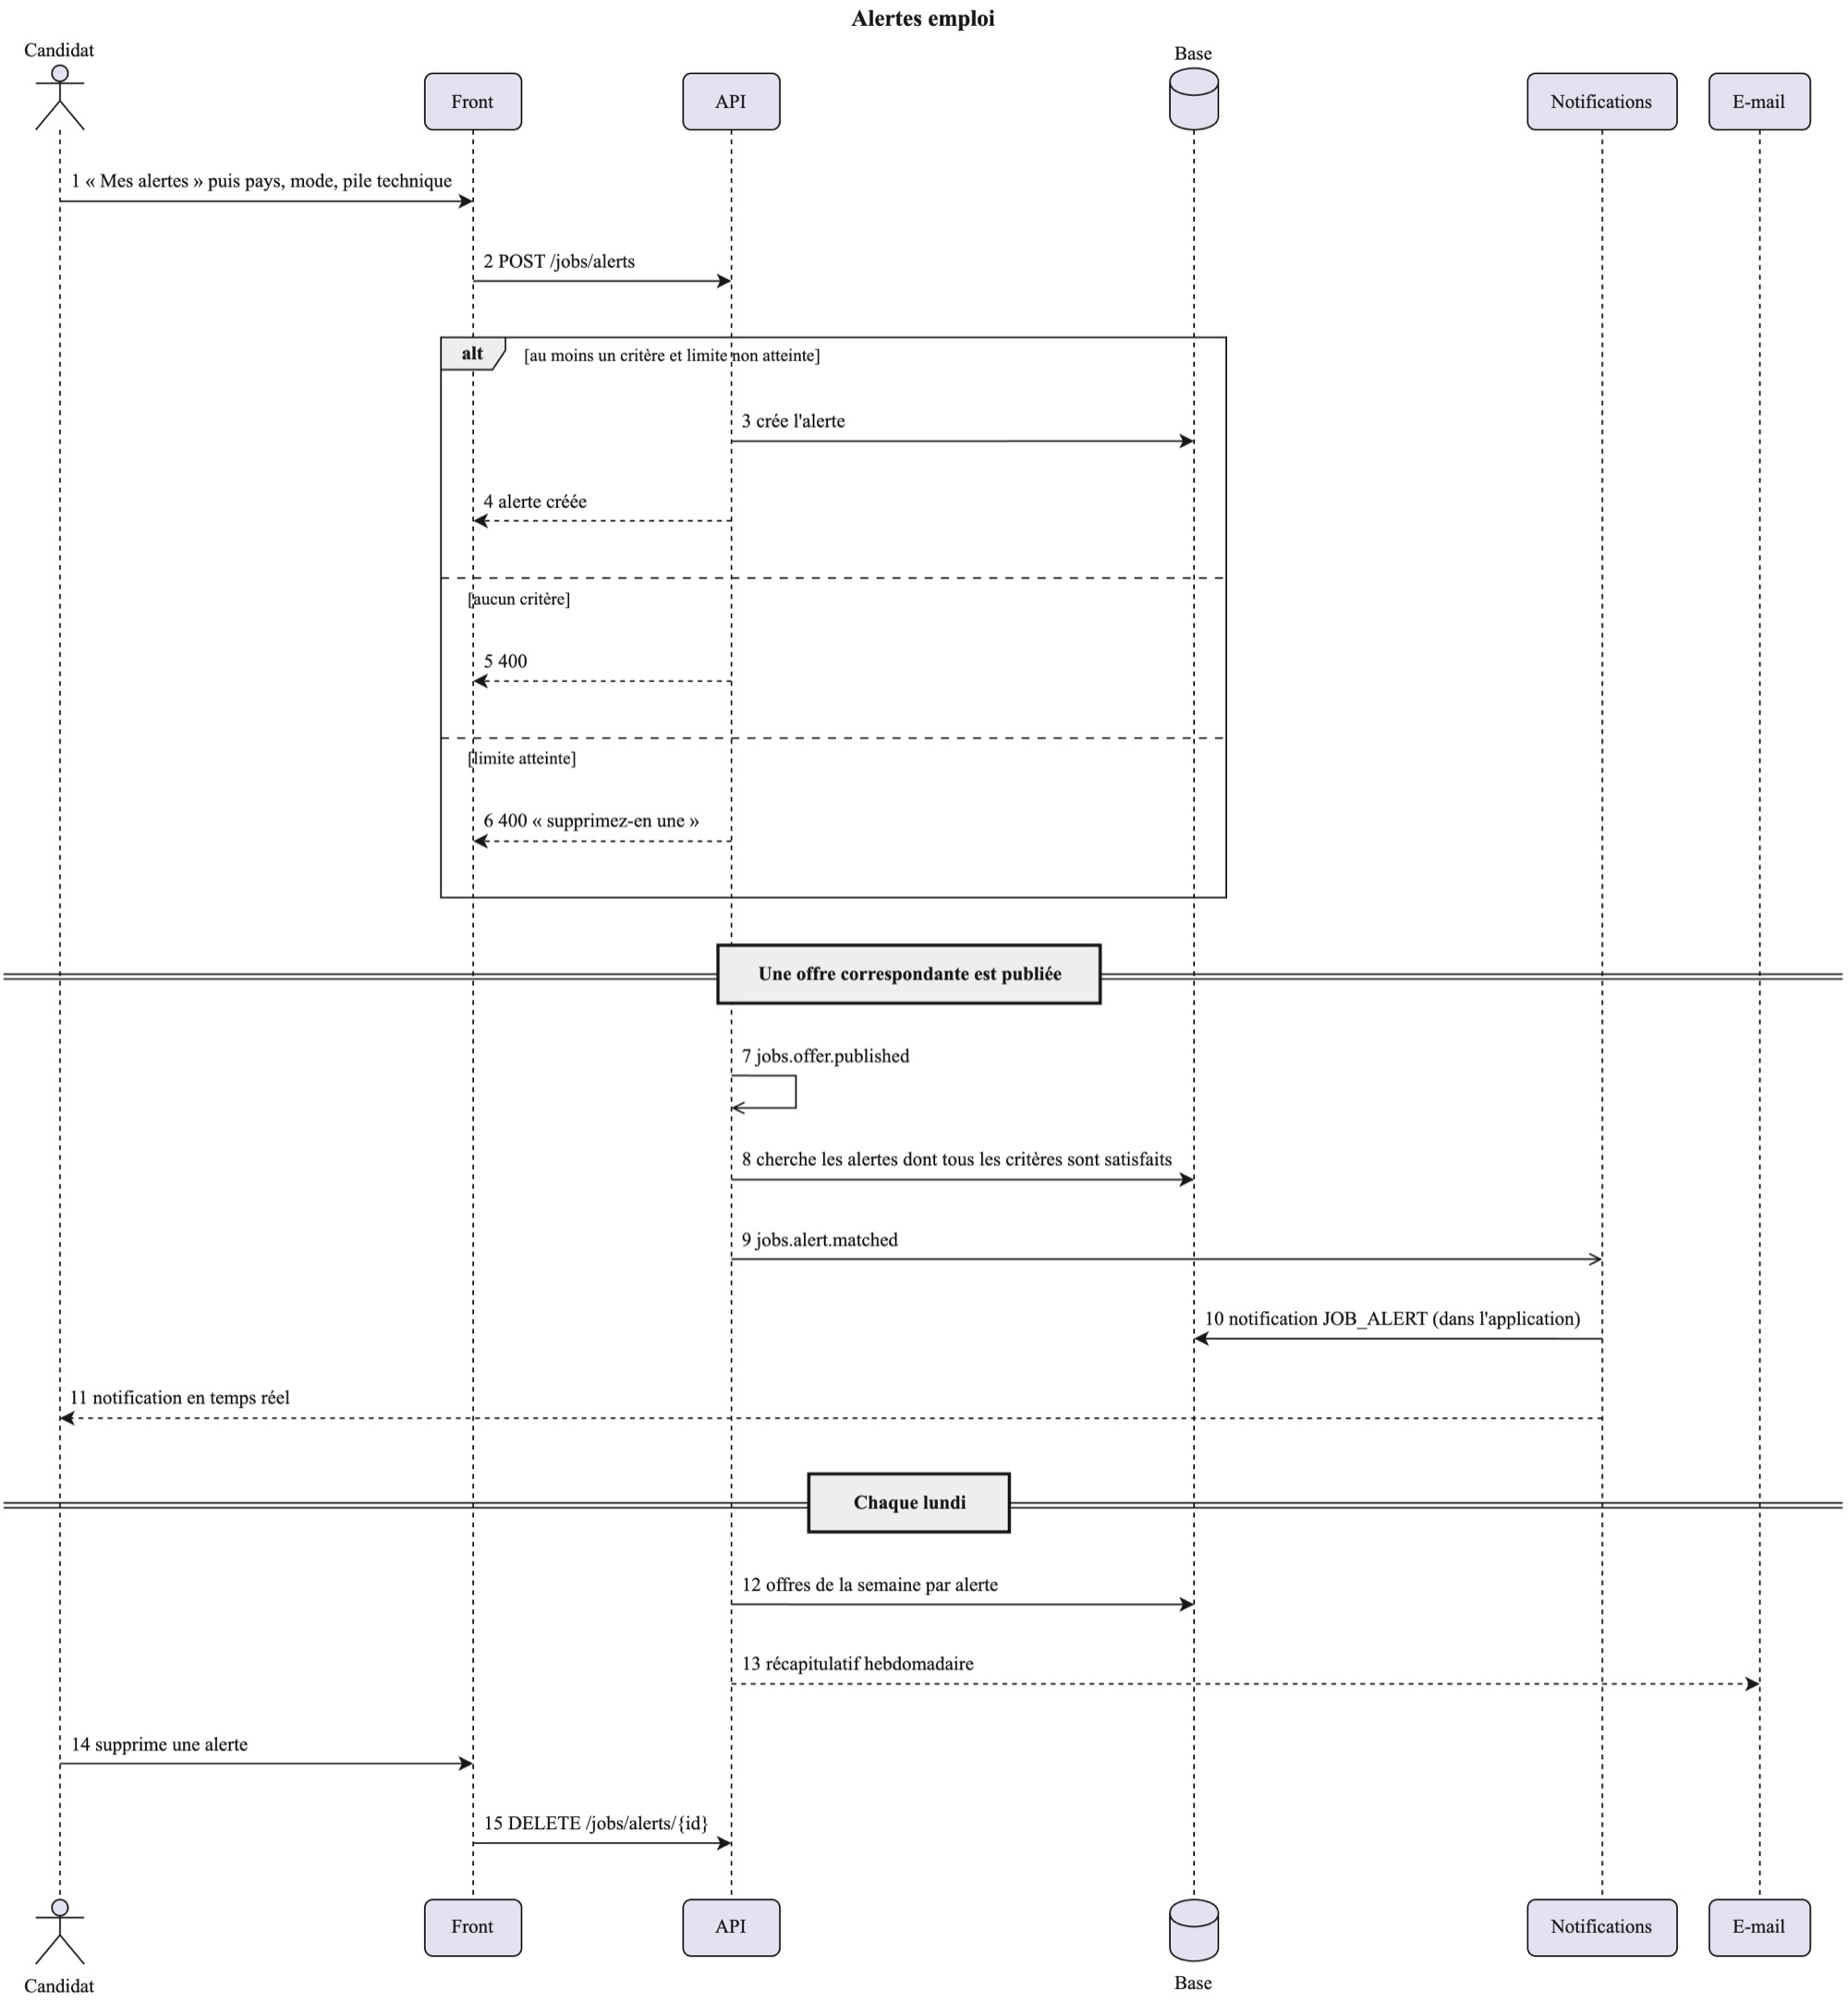 Alertes emploi
Candidat
Front
API
Base
Notifications
E-mail
1 « Mes alertes » puis pays, mode, pile technique
2 POST /jobs/alerts
alt
[au moins un critère et limite non atteinte]
3 crée l'alerte
4 alerte créée
[aucun critère]
5 400
[limite atteinte]
6 400 « supprimez-en une »
Une offre correspondante est publiée
7 jobs.offer.published
8 cherche les alertes dont tous les critères sont satisfaits
9 jobs.alert.matched
10 notification JOB_ALERT (dans l'application)
11 notification en temps réel
Chaque lundi
12 offres de la semaine par alerte
13 récapitulatif hebdomadaire
14 supprime une alerte
15 DELETE /jobs/alerts/{id}
Front
API
Notifications
E-mail
Candidat
Base